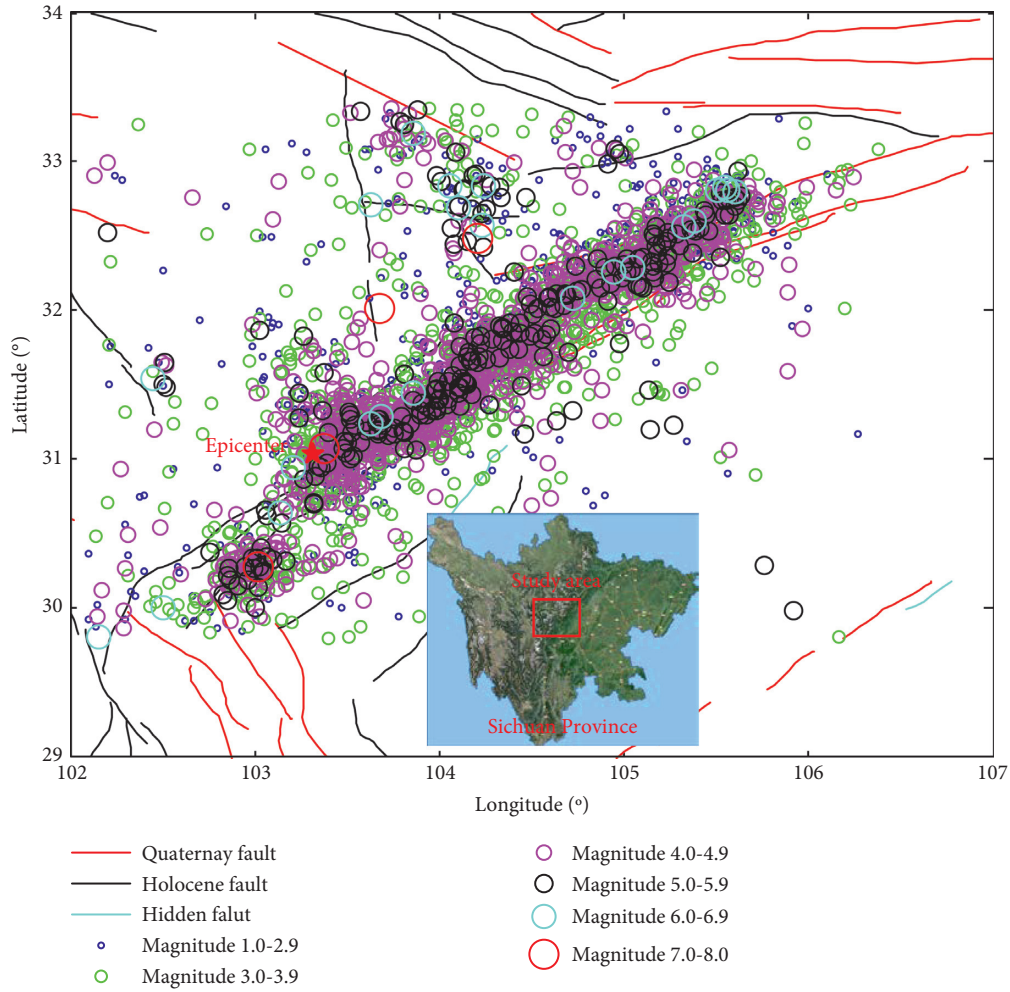 34
33
32
31
30
29
Latitude (°)
Epicenter
Study area
Sichuan Province
102
103
104
105
106
107
Longitude (°)
Quaternay fault
Holocene fault
Hidden falut
Magnitude 1.0-2.9
Magnitude 3.0-3.9
Magnitude 4.0-4.9
Magnitude 5.0-5.9
Magnitude 6.0-6.9
Magnitude 7.0-8.0